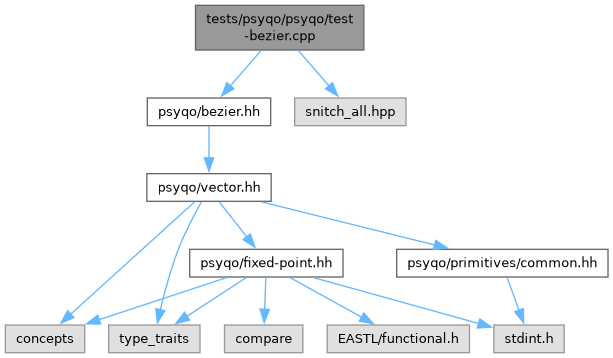 tests/psyqo/psyqo/test
-bezier.cpp
psyqo/bezier.hh
snitch_all.hpp
psyqo/vector.hh
psyqo/fixed-point.hh
psyqo/primitives/common.hh
concepts
type_traits
compare
EASTL/functional.h
stdint.h